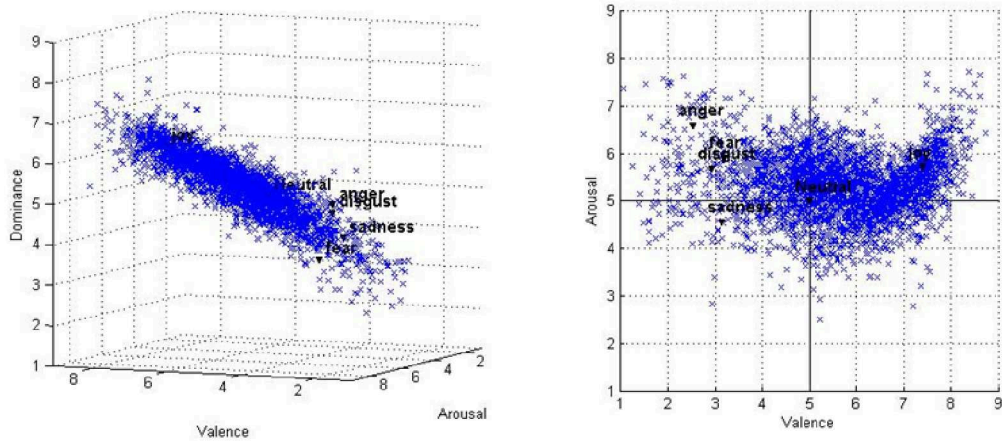 9
8
7
6
5
4
3
2
1
Dominance
joy
Neutral
anger
disgust
sadness
fear
8
6
4
2
8
6
4
2
Valence
Arousal
9
8
7
6
5
4
3
2
1
Arousal
anger
fear
disgust
sadness
Neutral
joy
1 2 3 4 5 6 7 8 9
Valence